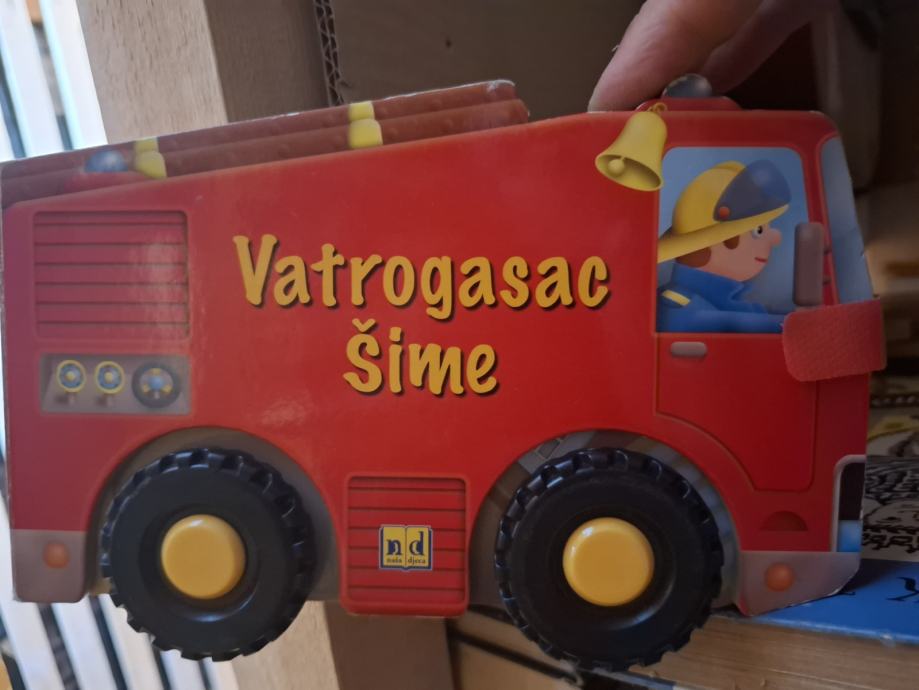 Vatrogasac
Šime
nd
naša djeca